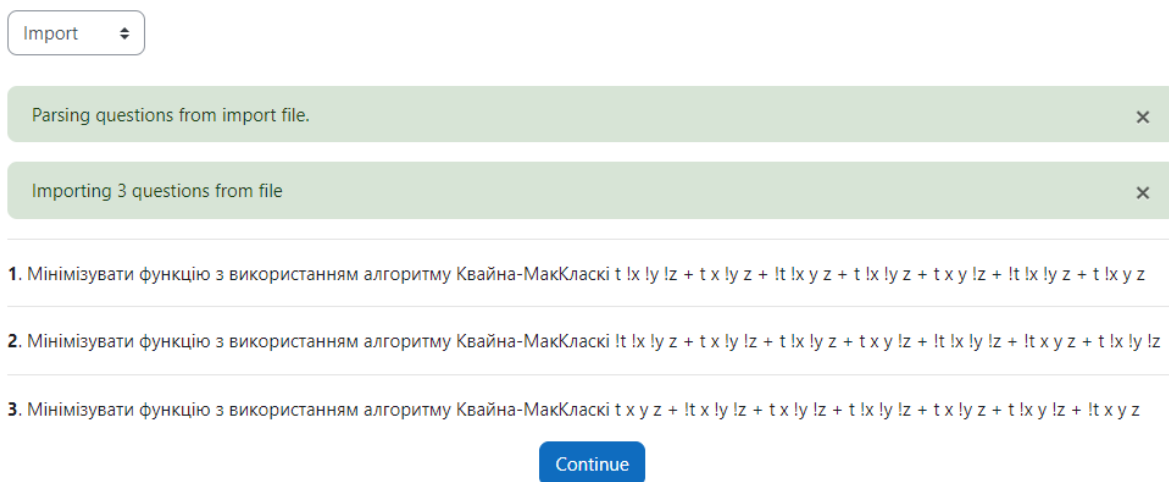 Import
Parsing questions from import file.
×
Importing 3 questions from file
×
1. Мінімізувати функцію з використанням алгоритму Квайна-МакКласкі t !x !y !z + t x !y z + !t !x y z + t !x !y z + t x y !z + !t !x !y z + t !x y z
2. Мінімізувати функцію з використанням алгоритму Квайна-МакКласкі !t !x !y z + t x !y !z + t !x !y z + t x y !z + !t !x !y !z + !t x y z + t !x !y !z
3. Мінімізувати функцію з використанням алгоритму Квайна-МакКласкі t x y z + !t x !y !z + t x !y !z + t !x !y !z + t x !y z + t !x y !z + !t x y z
Continue